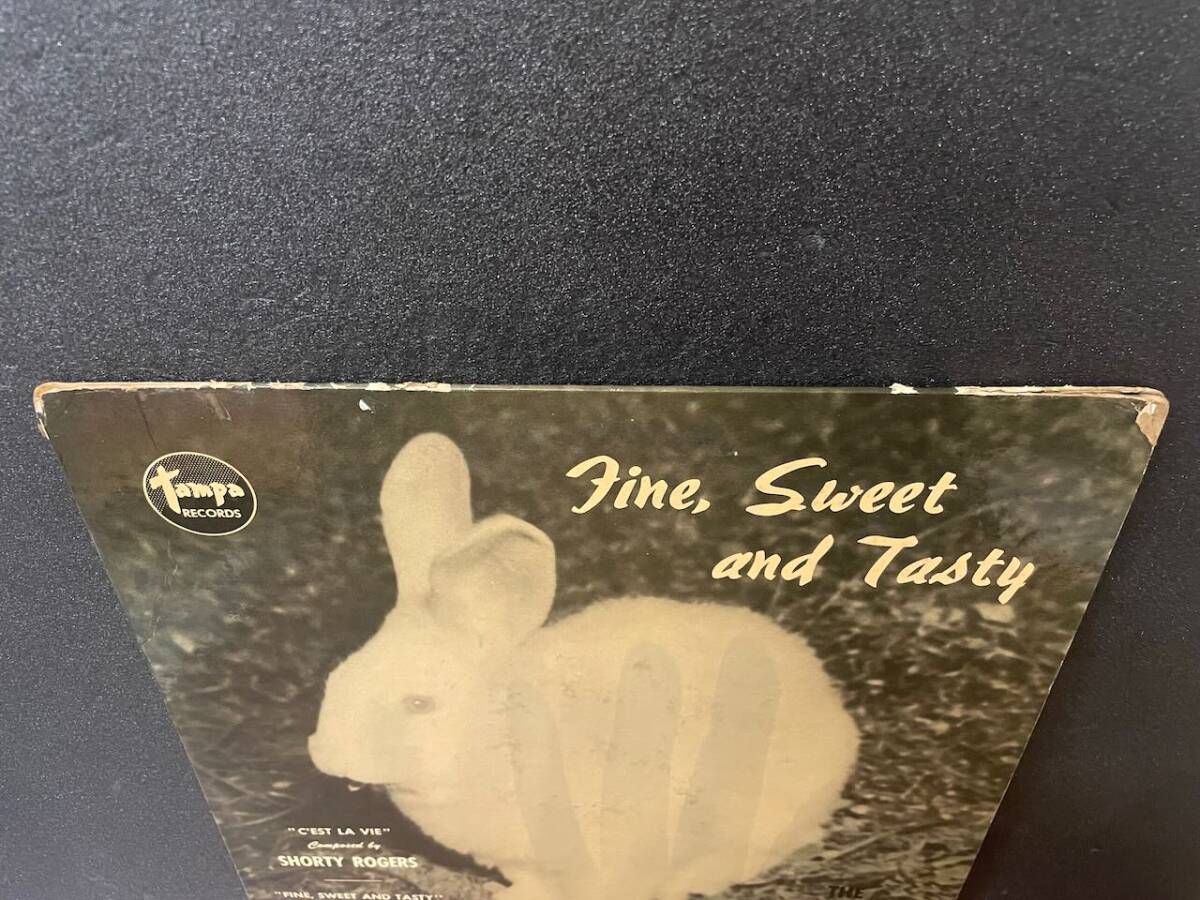 tampa
RECORDS
Fine, Sweet
and Tasty
"C'EST LA VIE"
Composed by
SHORTY ROGERS
"FINE, SWEET AND TASTY"
THE